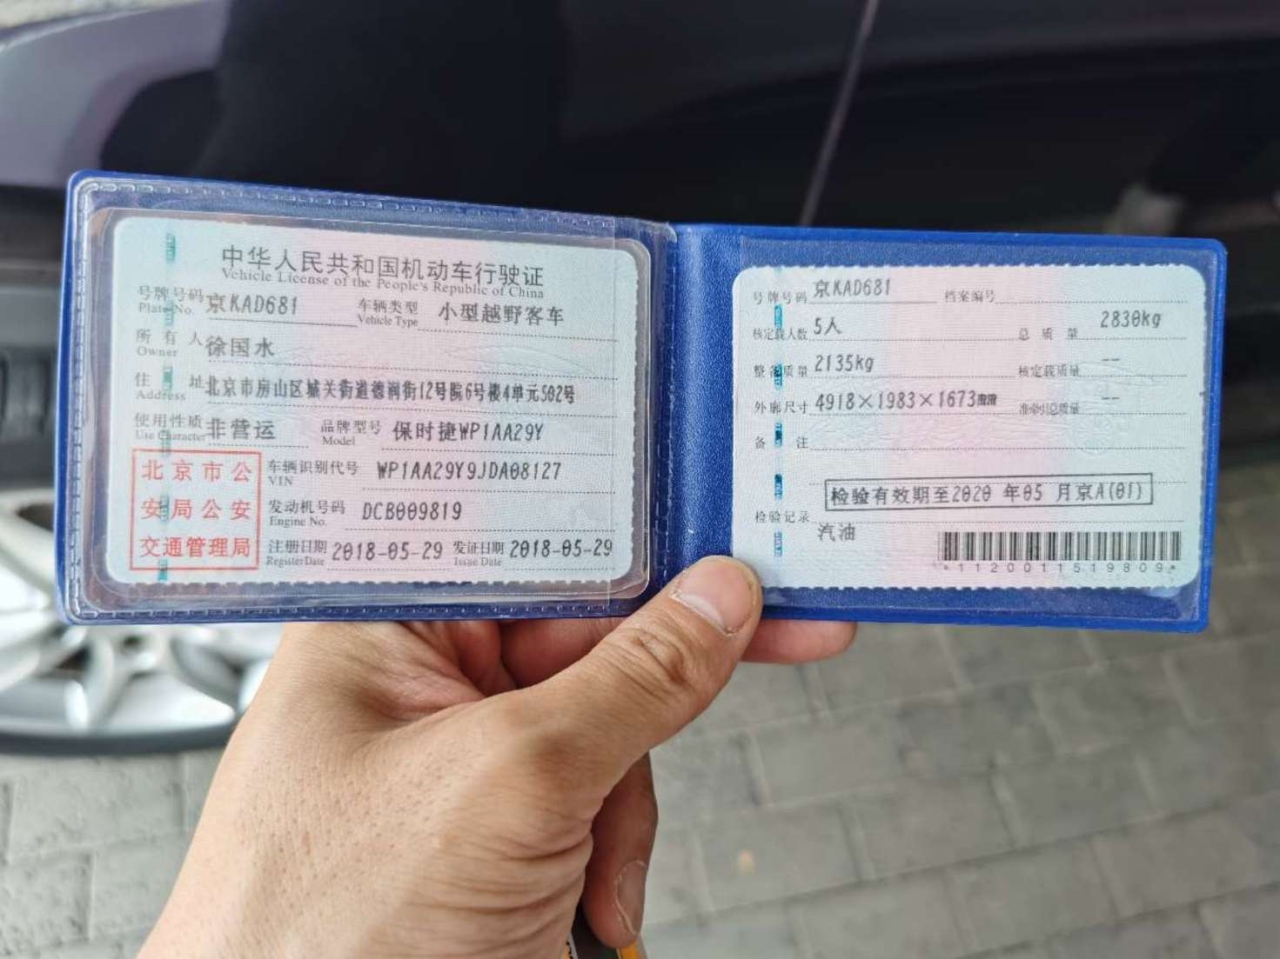 中华人民共和国机动车行驶证
Vehicle License of the People's Republic of China
号牌号码 京KAD681 车辆类型 小型越野客车
Plate No. Vehicle Type
所有人 徐国水
Owner
住址 北京市房山区城关街道德润街12号院6号楼4单元502号
Address
使用性质 非营运 品牌型号 保时捷WP1AA29Y
Use Character Model
北京市公
安局公安
交通管理局
车辆识别代号 WP1AA29Y9JDA08127
VIN
发动机号码 DCB009819
Engine No.
注册日期 2018-05-29 发证日期 2018-05-29
Register Date Issue Date
号牌号码 京KAD681 档案编号
核定载人数 5人 总质量 2830kg
整备质量 2135kg 核定载质量 --
外廓尺寸 4918×1983×1673mm 准牵引总质量 --
备注
检验有效期至2020 年05 月京A(01)
检验记录
汽油
*1120011519809*